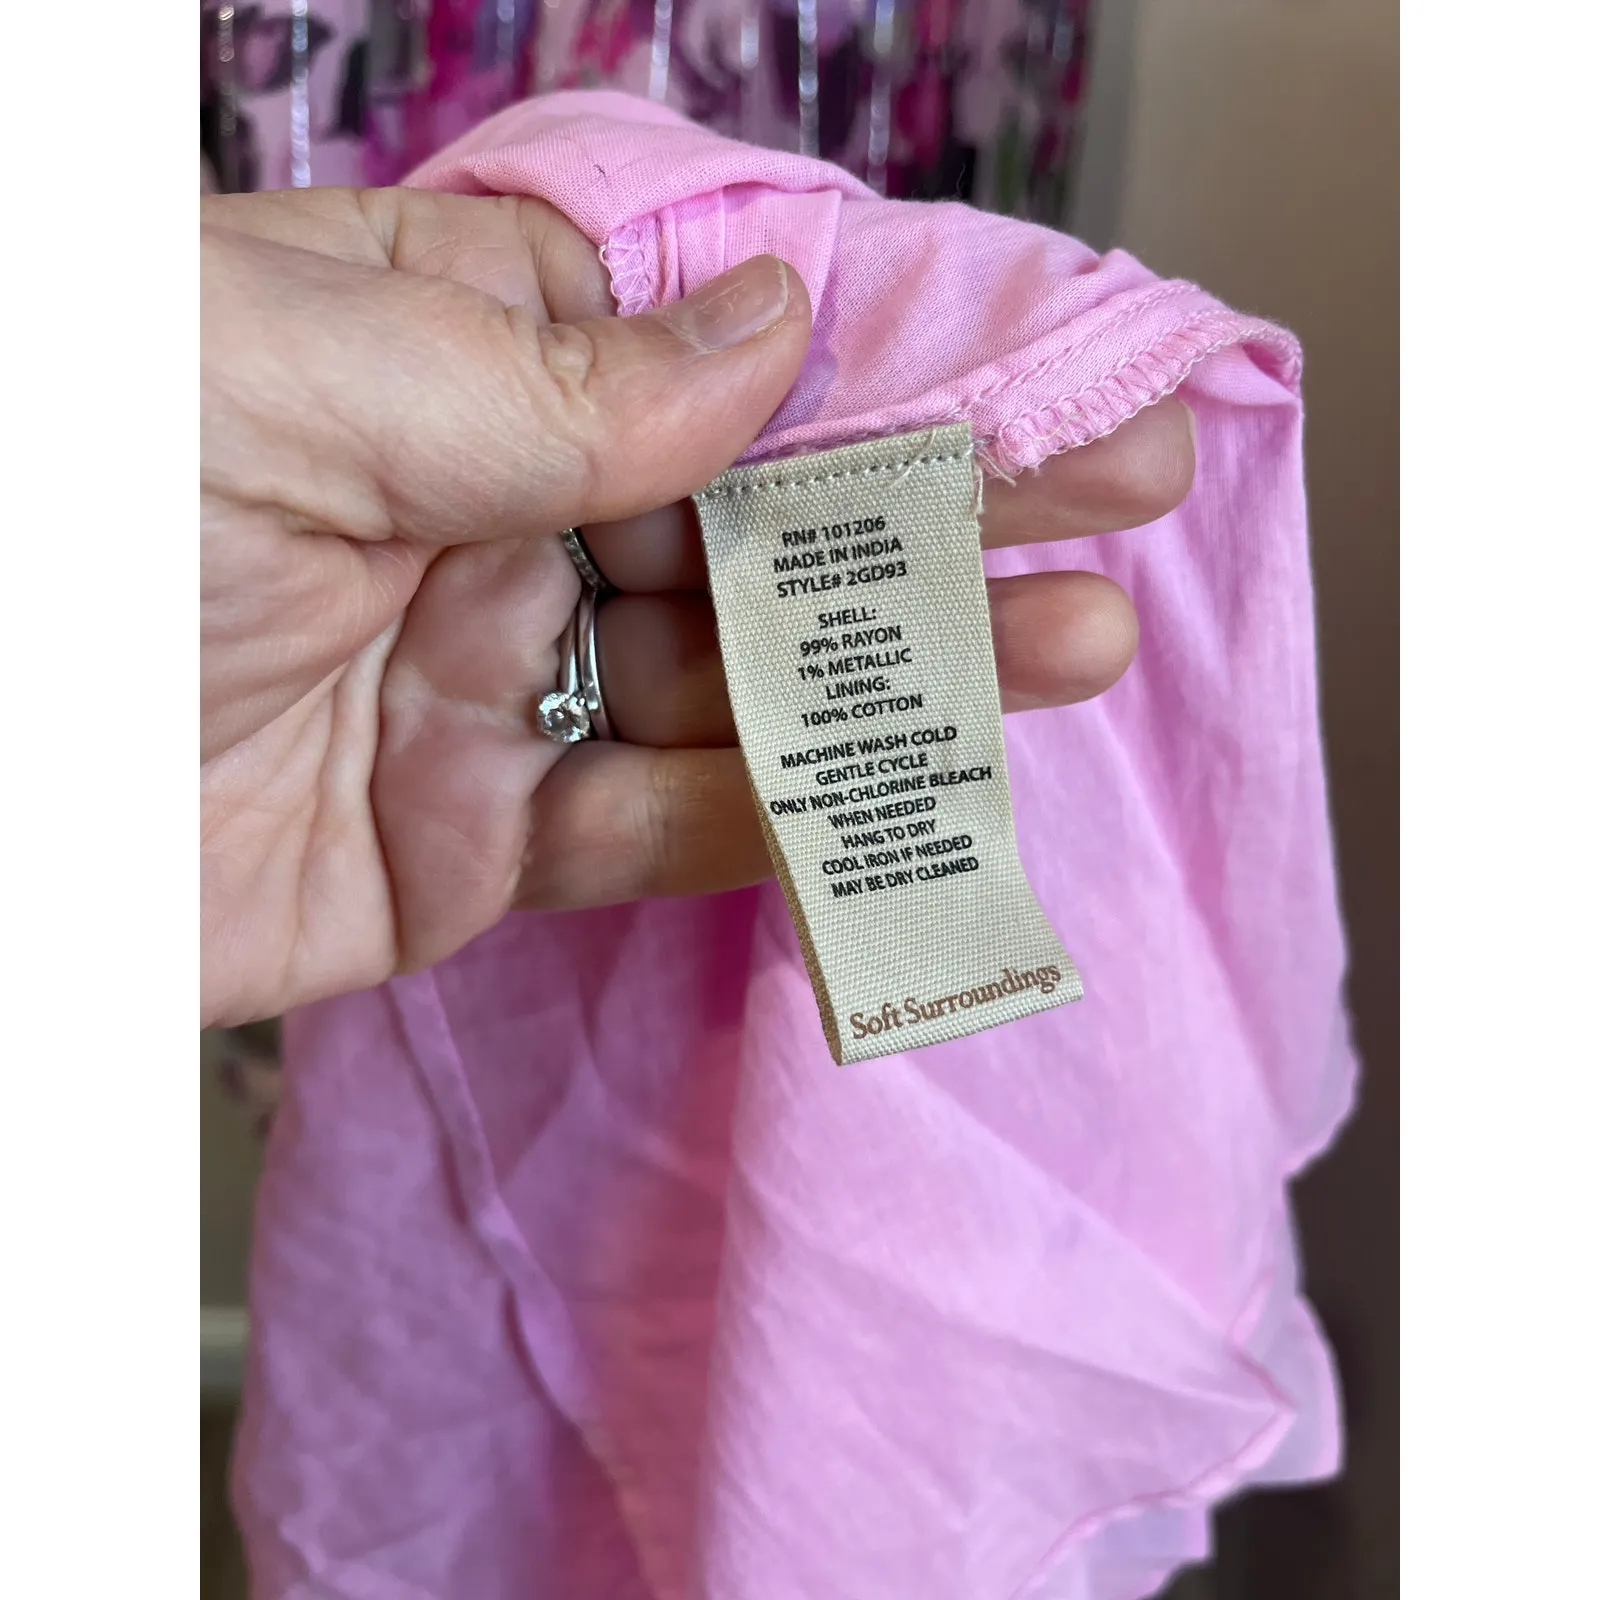 RN# 101206
MADE IN INDIA
STYLE# 2GD93
SHELL:
99% RAYON
1% METALLIC
LINING:
100% COTTON
MACHINE WASH COLD
GENTLE CYCLE
ONLY NON-CHLORINE BLEACH
WHEN NEEDED
HANG TO DRY
COOL IRON IF NEEDED
MAY BE DRY CLEANED
Soft Surroundings